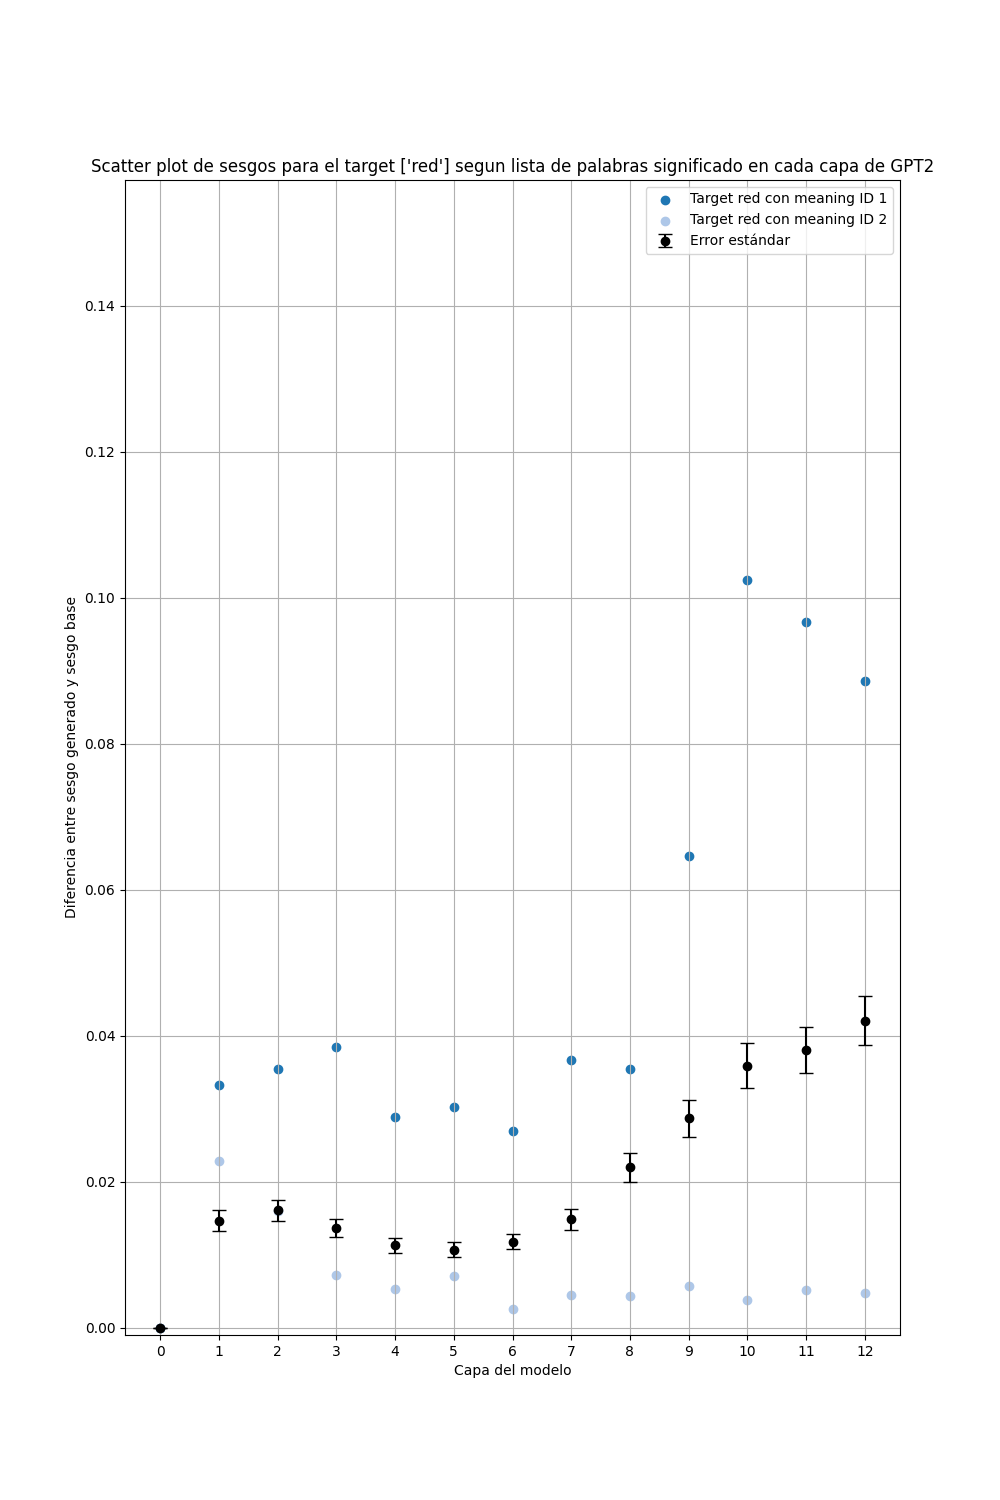 Scatter plot de sesgos para el target ['red'] segun lista de palabras significado en cada capa de GPT2
Target red con meaning ID 1
Target red con meaning ID 2
Error estándar
Diferencia entre sesgo generado y sesgo base
0.14
0.12
0.10
0.08
0.06
0.04
0.02
0.00
0 1 2 3 4 5 6 7 8 9 10 11 12
Capa del modelo